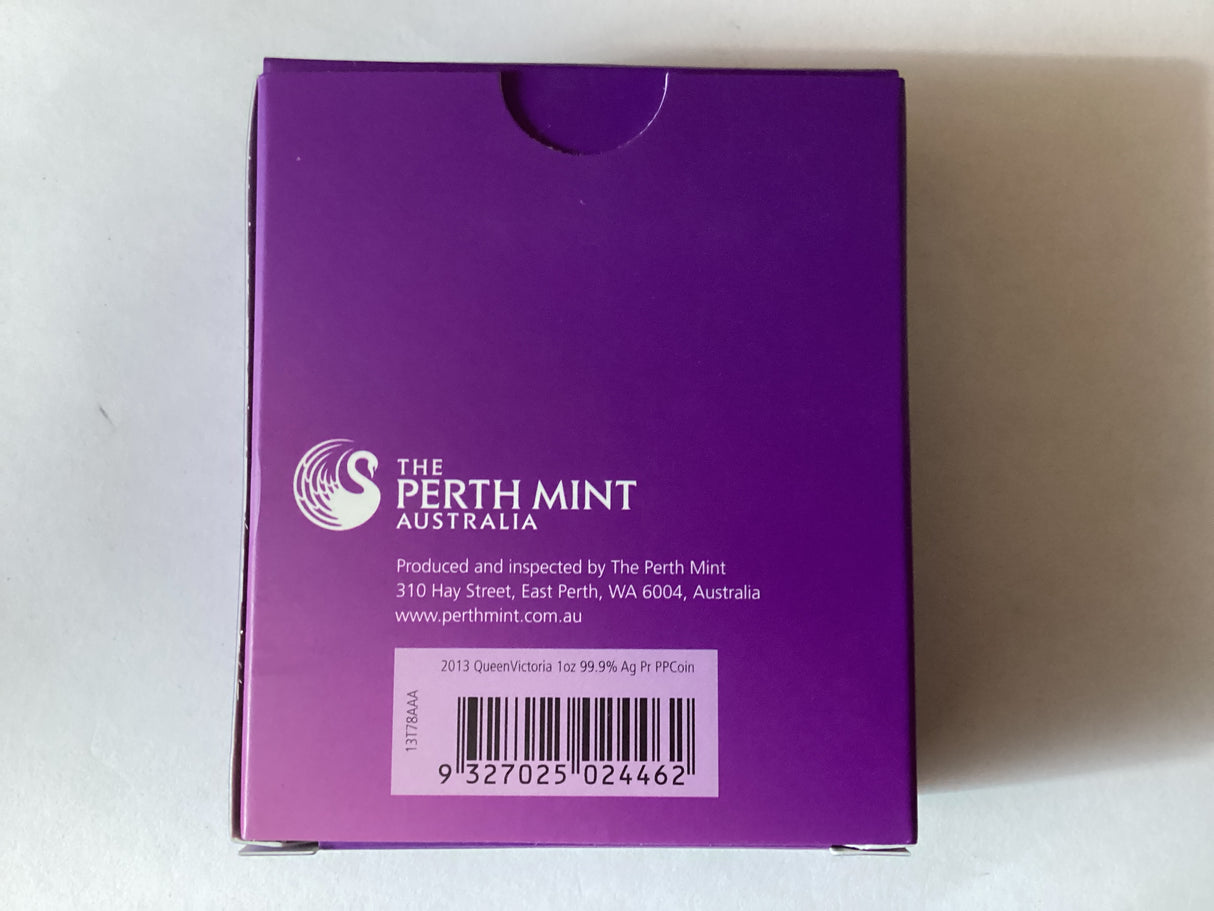 THE
PERTH MINT
AUSTRALIA
Produced and inspected by The Perth Mint
310 Hay Street, East Perth, WA 6004, Australia
www.perthmint.com.au
2013 QueenVictoria 1oz 99.9% Ag Pr PPCoin
13T78AAA
9 327025 024462